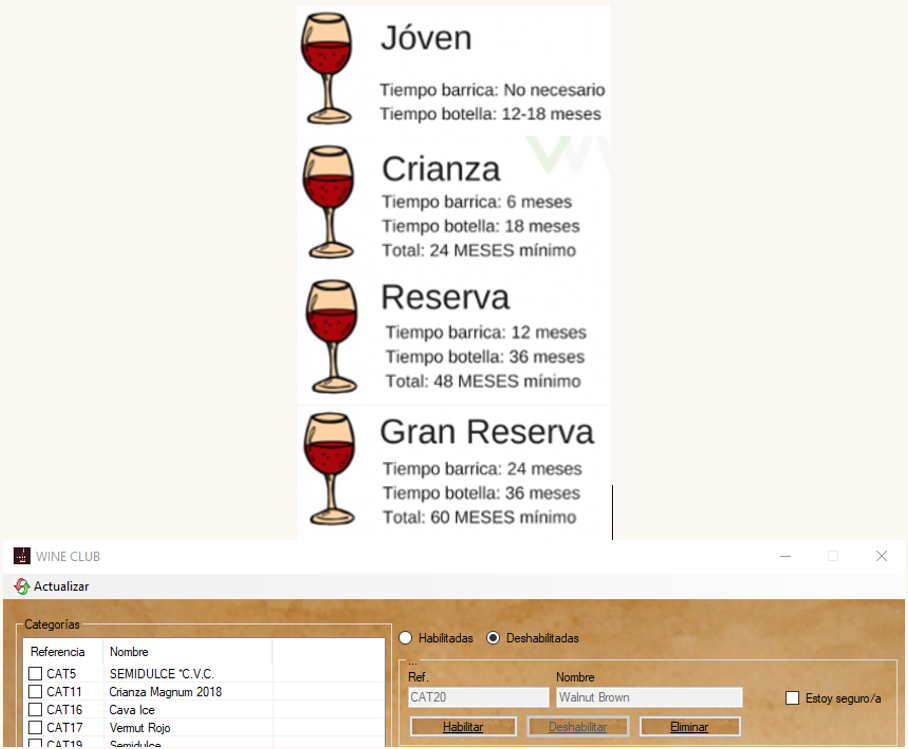 Jóven
Tiempo barrica: No necesario
Tiempo botella: 12-18 meses
Crianza
Tiempo barrica: 6 meses
Tiempo botella: 18 meses
Total: 24 MESES mínimo
Reserva
Tiempo barrica: 12 meses
Tiempo botella: 36 meses
Total: 48 MESES mínimo
Gran Reserva
Tiempo barrica: 24 meses
Tiempo botella: 36 meses
Total: 60 MESES mínimo
WINE CLUB
Actualizar
Categorías
Referencia Nombre
CAT5 SEMIDULCE "C.V.C.
CAT11 Crianza Magnum 2018
CAT16 Cava Ice
CAT17 Vermut Rojo
CAT19 Semidulce
Habilitadas Deshabilitadas
...
Ref. Nombre
CAT20 Walnut Brown
Estoy seguro/a
Habilitar Deshabilitar Eliminar